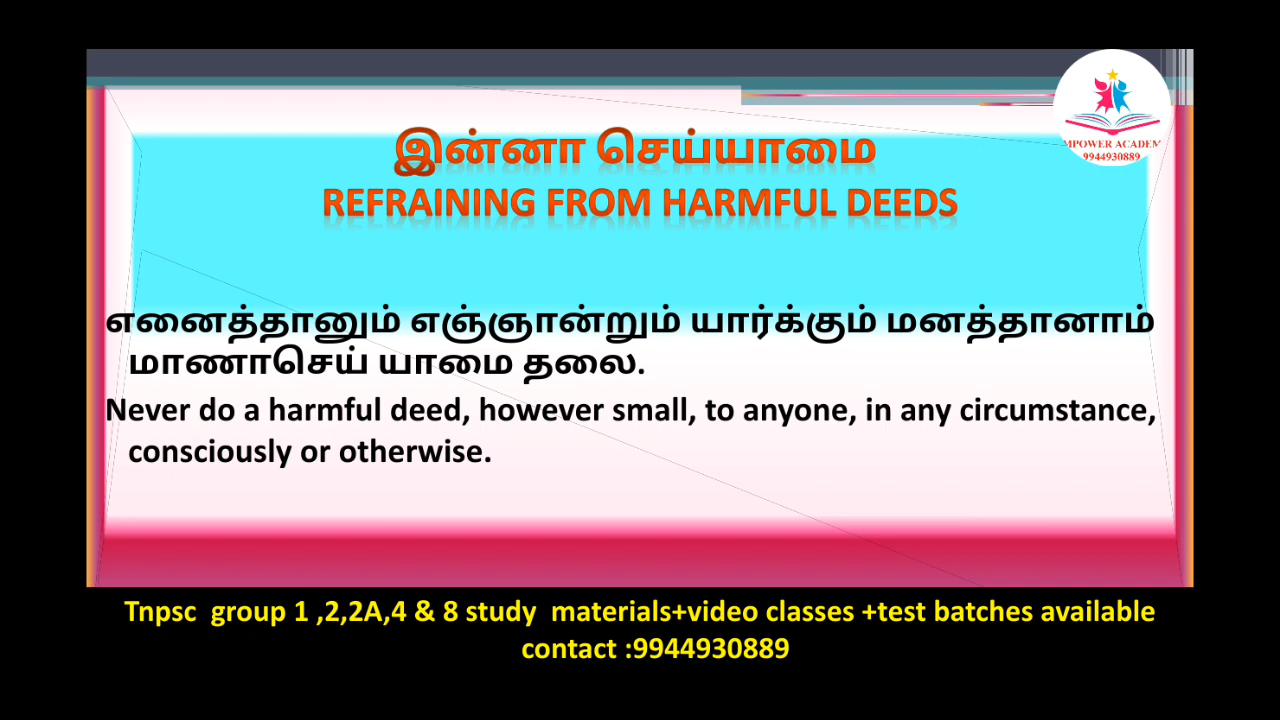 இன்னா செய்யாமை
REFRAINING FROM HARMFUL DEEDS
MPOWER ACADEM
9944930889
எனைத்தானும் எஞ்ஞான்றும் யார்க்கும் மனத்தானாம்
மாணாசெய் யாமை தலை.
Never do a harmful deed, however small, to anyone, in any circumstance,
consciously or otherwise.
Tnpsc group 1 ,2,2A,4 & 8 study materials+video classes +test batches available
contact :9944930889